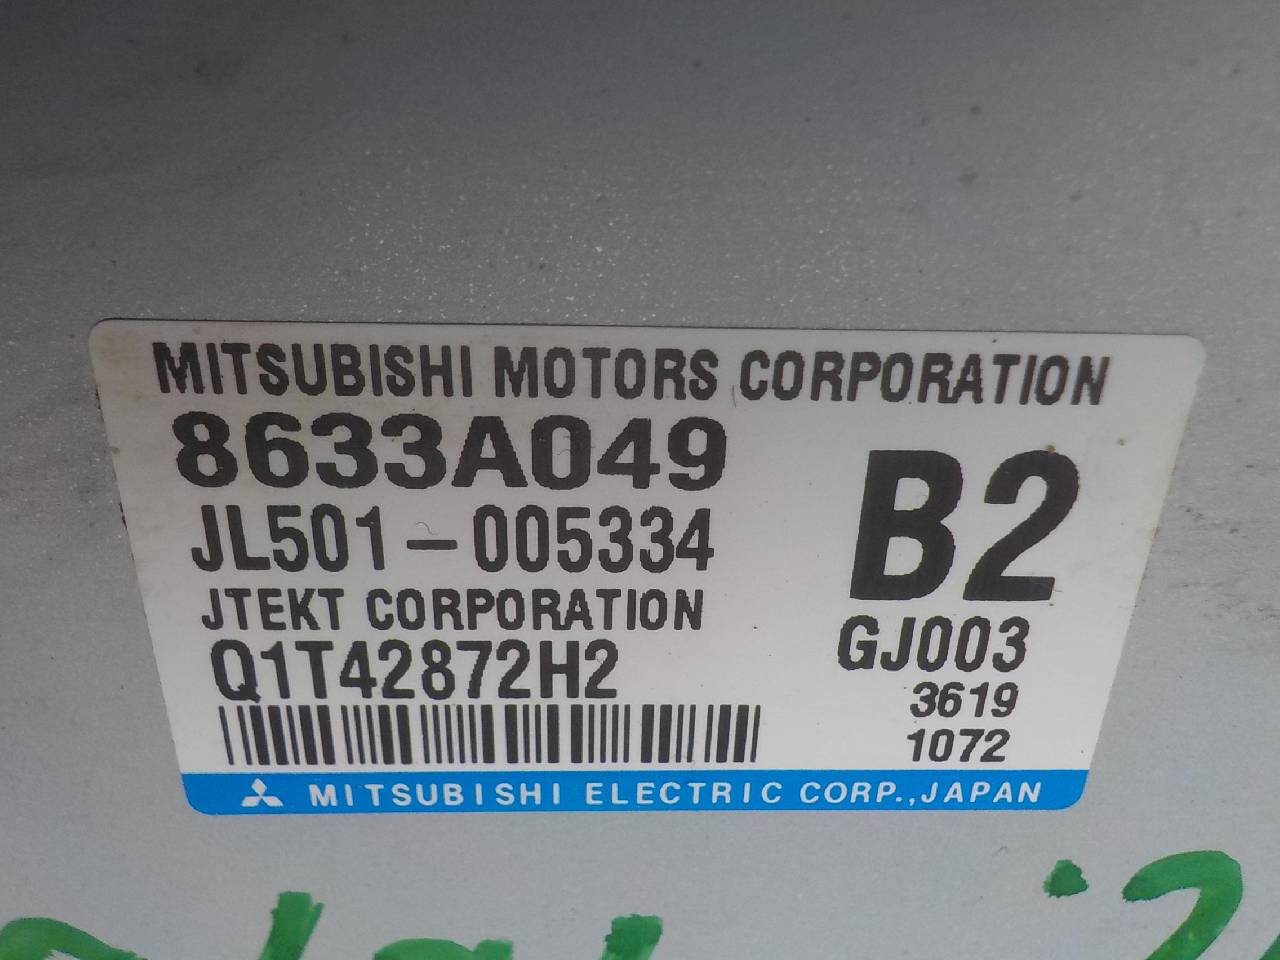 MITSUBISHI MOTORS CORPORATION
8633A049
B2
JL501-005334
JTEKT CORPORATION
GJ003
Q1T42872H2
3619
1072
MITSUBISHI ELECTRIC CORP.,JAPAN